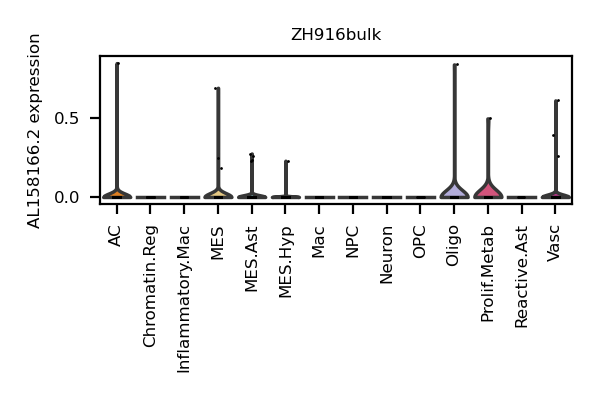 ZH916bulk
AL158166.2 expression
0.5
0.0
AC
Chromatin.Reg
Inflammatory.Mac
MES
MES.Ast
MES.Hyp
Mac
NPC
Neuron
OPC
Oligo
Prolif.Metab
Reactive.Ast
Vasc